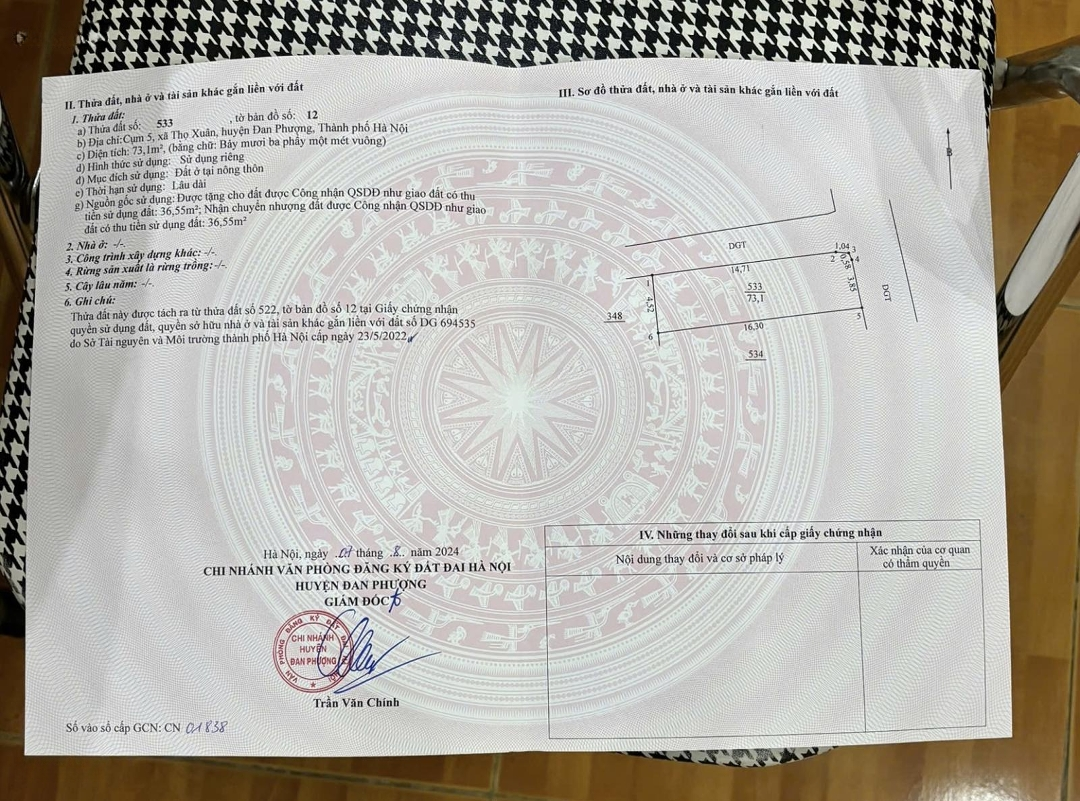 II. Thửa đất, nhà ở và tài sản khác gắn liền với đất
1. Thửa đất:
a) Thửa đất số: 533 , tờ bản đồ số: 12
b) Địa chỉ: Cụm 5, xã Thọ Xuân, huyện Đan Phượng, Thành phố Hà Nội
c) Diện tích: 73,1m², (bằng chữ: Bảy mươi ba phẩy một mét vuông)
d) Hình thức sử dụng: Sử dụng riêng
đ) Mục đích sử dụng: Đất ở tại nông thôn
e) Thời hạn sử dụng: Lâu dài
g) Nguồn gốc sử dụng: Được tặng cho đất được Công nhận QSDĐ như giao đất có thu
tiền sử dụng đất: 36,55m²; Nhận chuyển nhượng đất được Công nhận QSDĐ như giao
đất có thu tiền sử dụng đất: 36,55m²
2. Nhà ở: -/-
3. Công trình xây dựng khác: -/-
4. Rừng sản xuất là rừng trồng: -/-
5. Cây lâu năm: -/-
6. Ghi chú:
Thửa đất này được tách ra từ thửa đất số 522, tờ bản đồ số 12 tại Giấy chứng nhận
quyền sử dụng đất, quyền sở hữu nhà ở và tài sản khác gắn liền với đất số DG 694535
do Sở Tài nguyên và Môi trường thành phố Hà Nội cấp ngày 23/5/2022
Hà Nội, ngày 01 tháng 8 năm 2024
CHI NHÁNH VĂN PHÒNG ĐĂNG KÝ ĐẤT ĐAI HÀ NỘI
HUYỆN ĐAN PHƯỢNG
GIÁM ĐỐC
VĂN PHÒNG ĐĂNG KÝ ĐẤT ĐAI HÀ NỘI
CHI NHÁNH
HUYỆN
ĐAN PHƯỢNG
Trần Văn Chính
Số vào sổ cấp GCN: CN 01838
III. Sơ đồ thửa đất, nhà ở và tài sản khác gắn liền với đất
B
DGT
1,04 3
2 0,58 4
14,71
1
533
73,1
3,85
DGT
4,52
348
16,30
5
6
534
IV. Những thay đổi sau khi cấp giấy chứng nhận
Nội dung thay đổi và cơ sở pháp lý
Xác nhận của cơ quan
có thẩm quyền